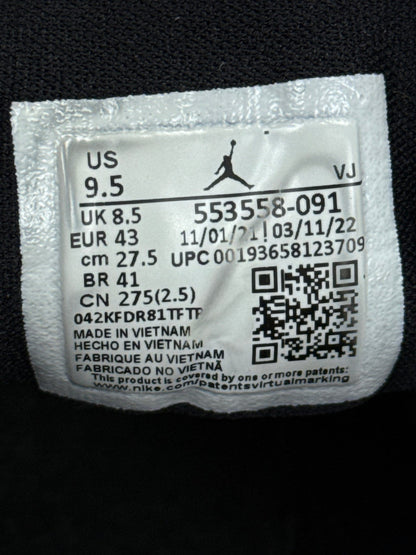 US
9.5
VJ
UK 8.5
553558-091
EUR 43
11/01/21 | 03/11/22
cm 27.5
UPC 00193658123709
BR 41
CN 275(2.5)
042KFDR81TFTP
MADE IN VIETNAM
HECHO EN VIETNAM
FABRIQUE AU VIETNAM
FABRICADO NO VIETNÃ
This product is covered by one or more patents:
www.nike.com/patentsvirtualmarking